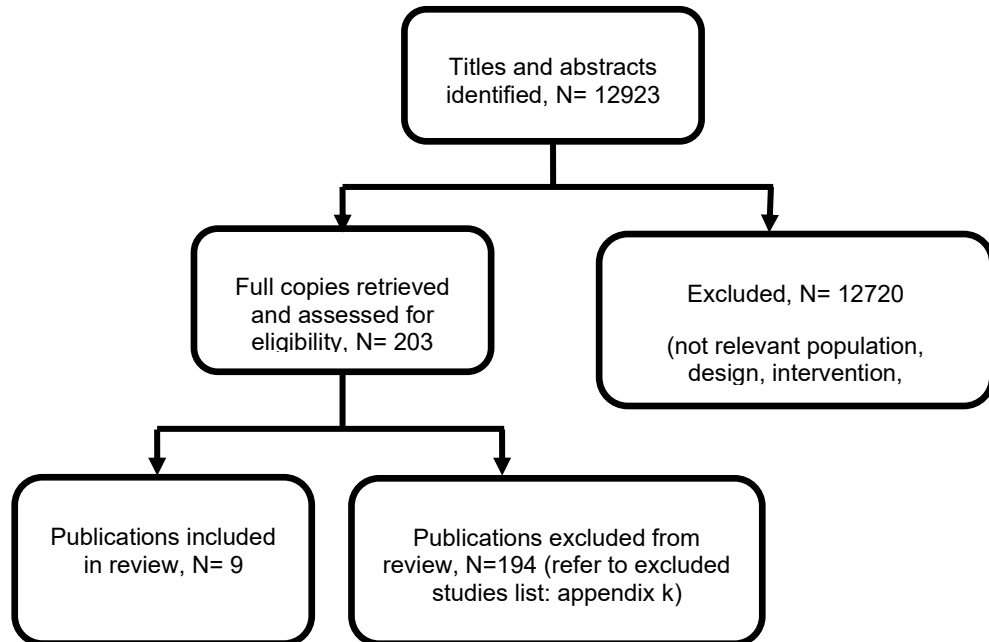 Titles and abstracts
identified, N= 12923
Full copies retrieved
and assessed for
eligibility, N= 203
Excluded, N= 12720
(not relevant population,
design, intervention,
Publications included
in review, N= 9
Publications excluded from
review, N=194 (refer to excluded
studies list: appendix k)